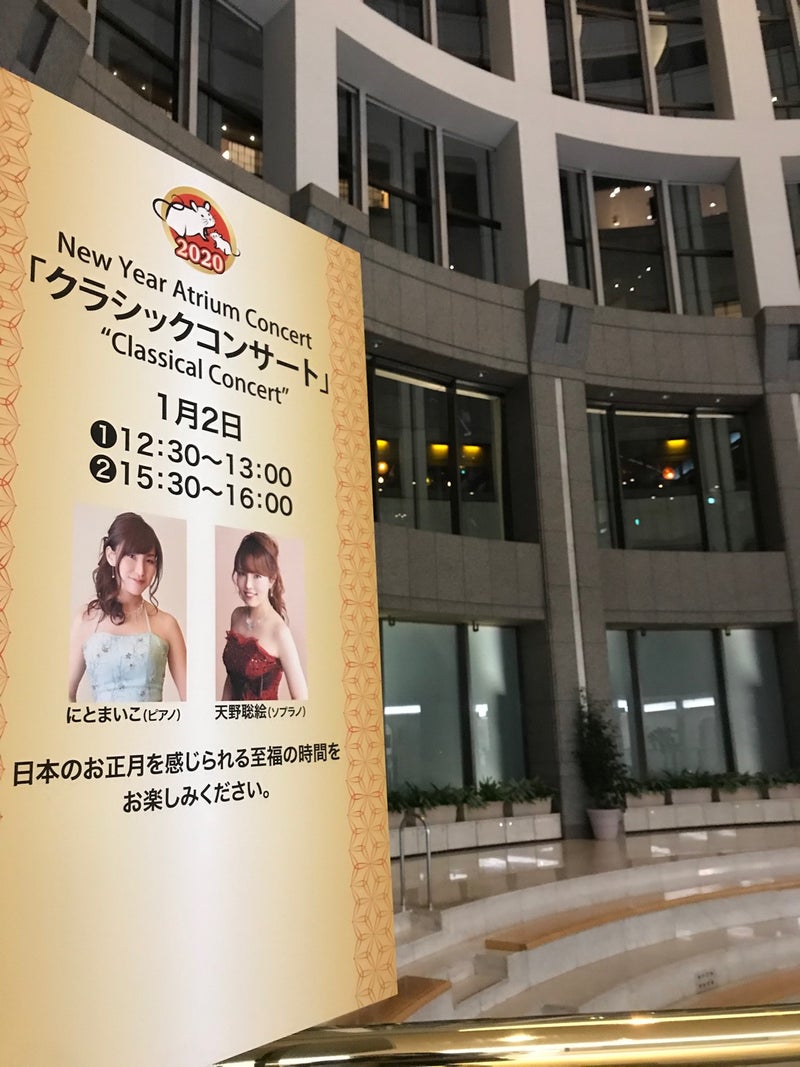 2020
New Year Atrium Concert
「クラシックコンサート」
“Classical Concert”
1月2日
❶12:30〜13:00
❷15:30〜16:00
にとまいこ(ピアノ)
天野聡絵(ソプラノ)
日本のお正月を感じられる至福の時間を
お楽しみください。